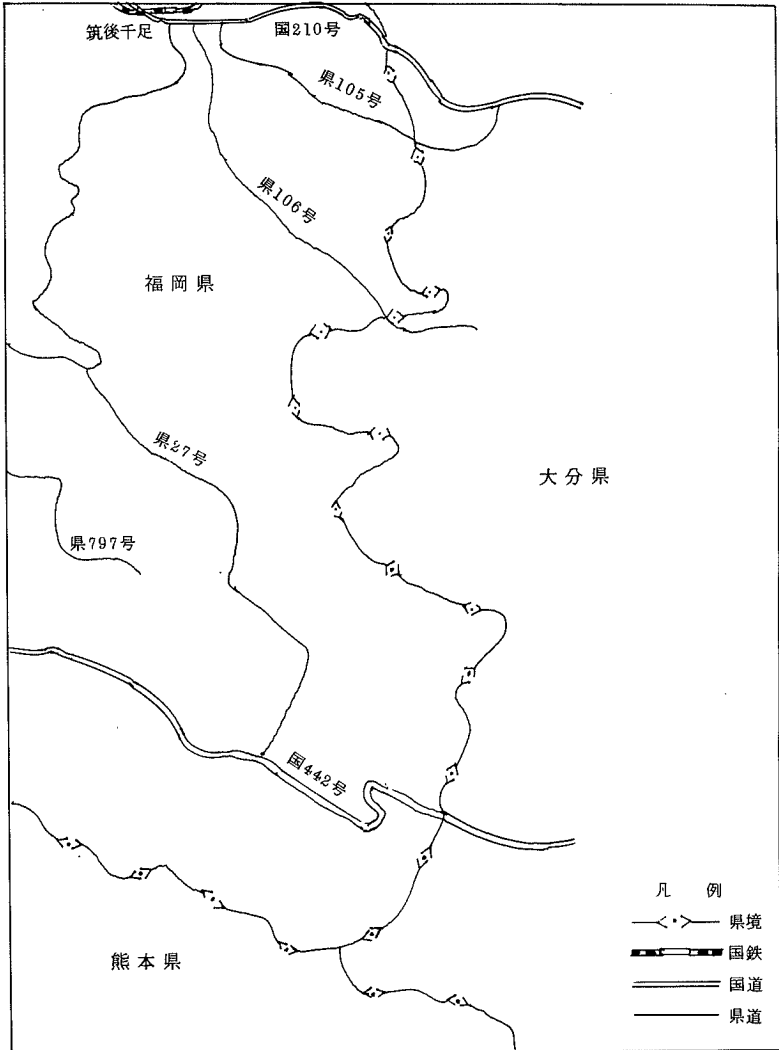 筑後千足
国210号
県105号
県106号
福岡県
県27号
大分県
県797号
国442号
熊本県
凡 例
県境
国鉄
国道
県道